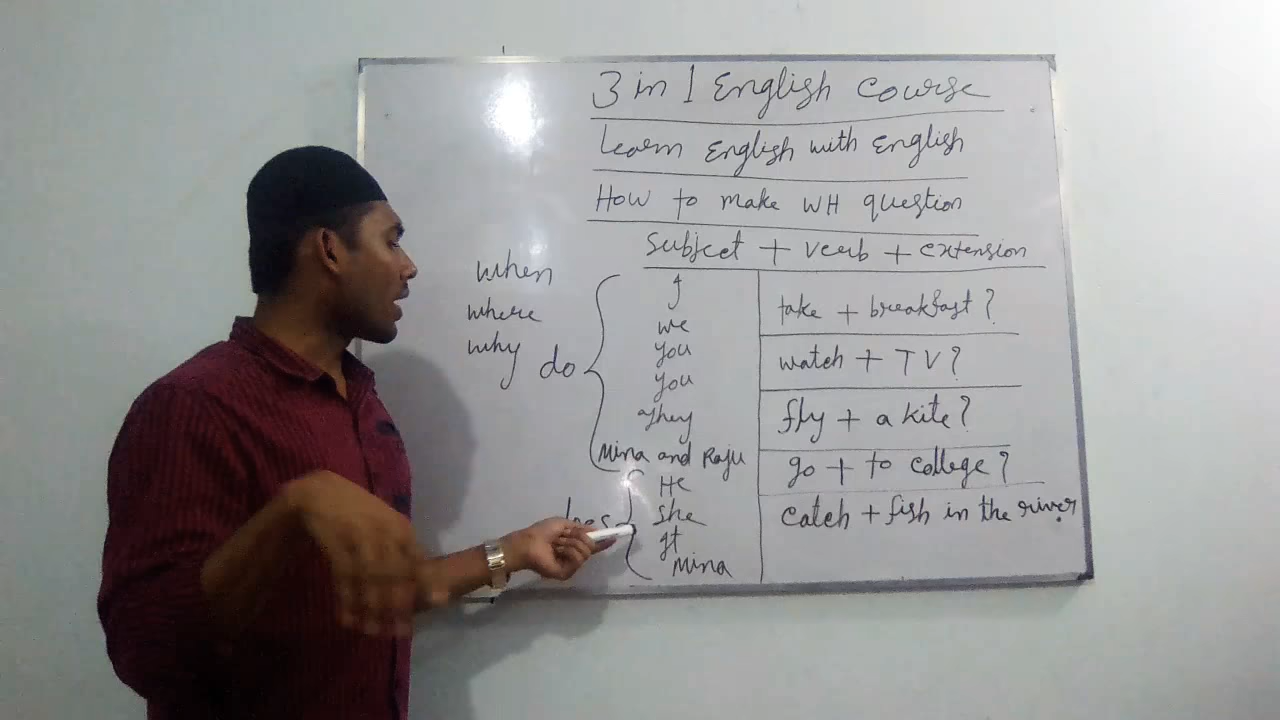 3 in 1 English course
Learn English with English
How to make WH question
Subject + verb + extension
when
where
why
do
I
we
you
you
They
Mina and Raju
does
He
She
It
Mina
take + breakfast ?
watch + TV ?
fly + a kite ?
go + to college ?
catch + fish in the river